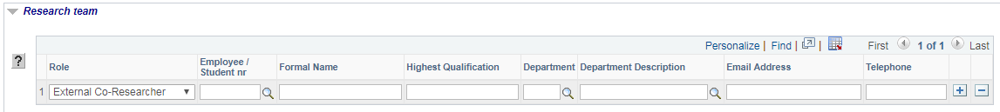 Research team
Personalize | Find | | First 1 of 1 Last
?
Role Employee / Student nr Formal Name Highest Qualification Department Department Description Email Address Telephone
1 External Co-Researcher